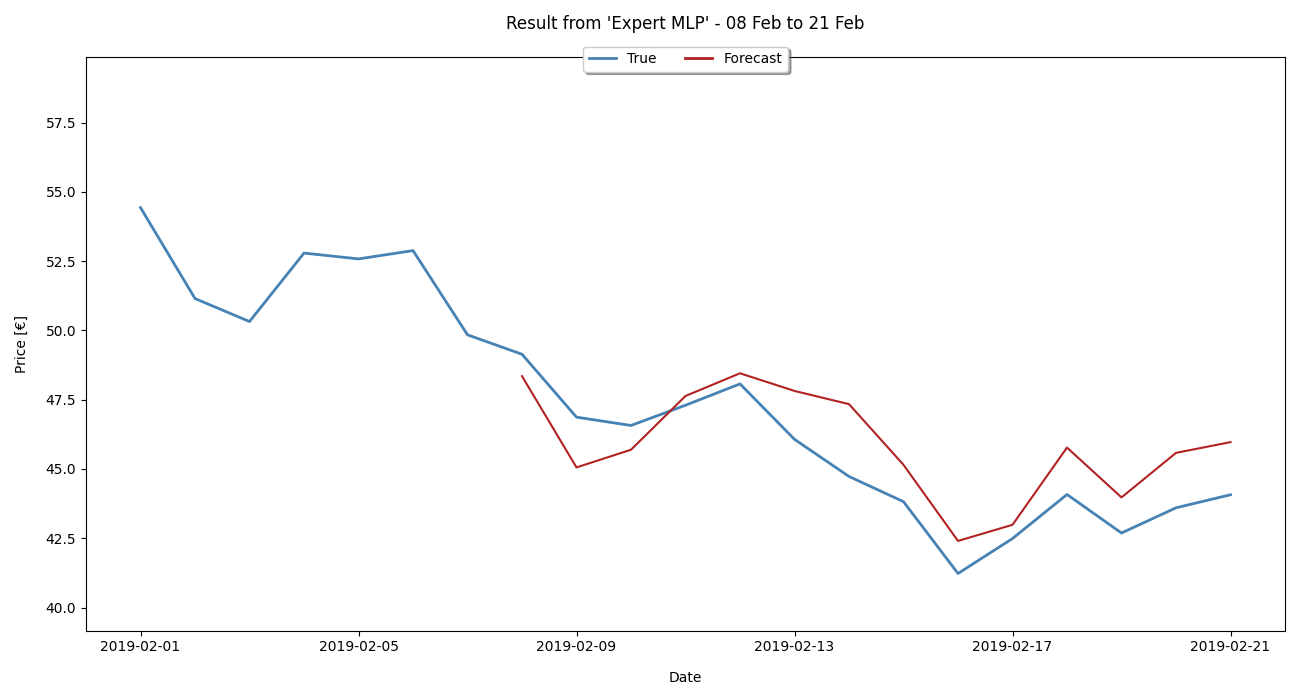 Result from 'Expert MLP' - 08 Feb to 21 Feb
True Forecast
57.5
55.0
52.5
50.0
47.5
45.0
42.5
40.0
Price [€]
2019-02-01 2019-02-05 2019-02-09 2019-02-13 2019-02-17 2019-02-21
Date